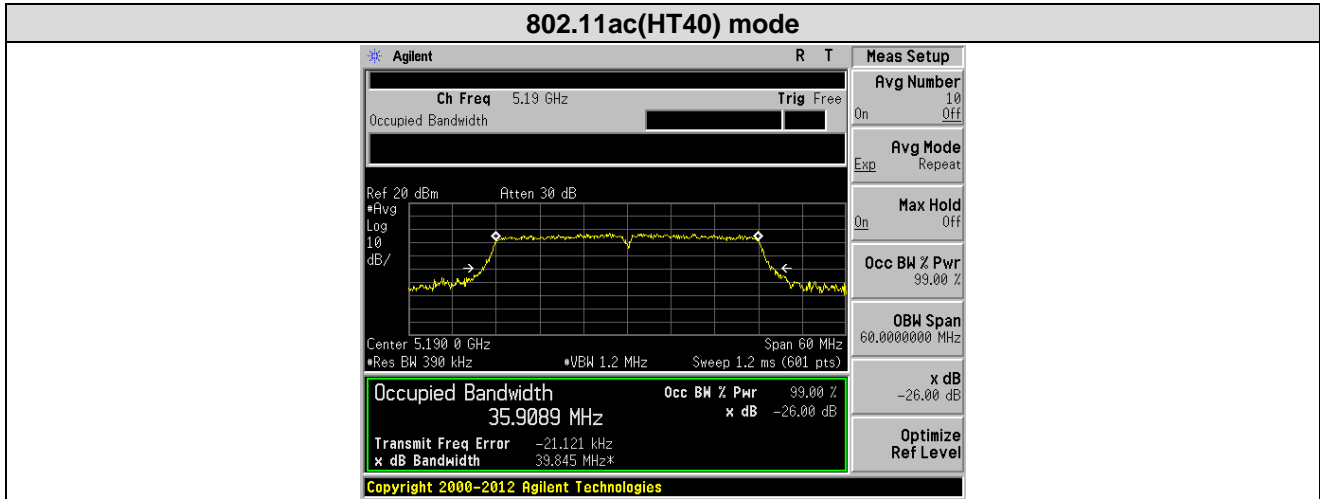 802.11ac(HT40) mode
Agilent R T
Ch Freq 5.19 GHz Trig Free
Occupied Bandwidth
Ref 20 dBm Atten 30 dB
#Avg
Log
10
dB/
Center 5.190 0 GHz Span 60 MHz
#Res BW 390 kHz #VBW 1.2 MHz Sweep 1.2 ms (601 pts)
Occupied Bandwidth Occ BW % Pwr 99.00 %
35.9089 MHz x dB -26.00 dB
Transmit Freq Error -21.121 kHz
x dB Bandwidth 39.845 MHz*
Copyright 2000-2012 Agilent Technologies
Meas Setup
Avg Number
10
On Off
Avg Mode
Exp Repeat
Max Hold
On Off
Occ BW % Pwr
99.00 %
OBW Span
60.0000000 MHz
x dB
-26.00 dB
Optimize
Ref Level